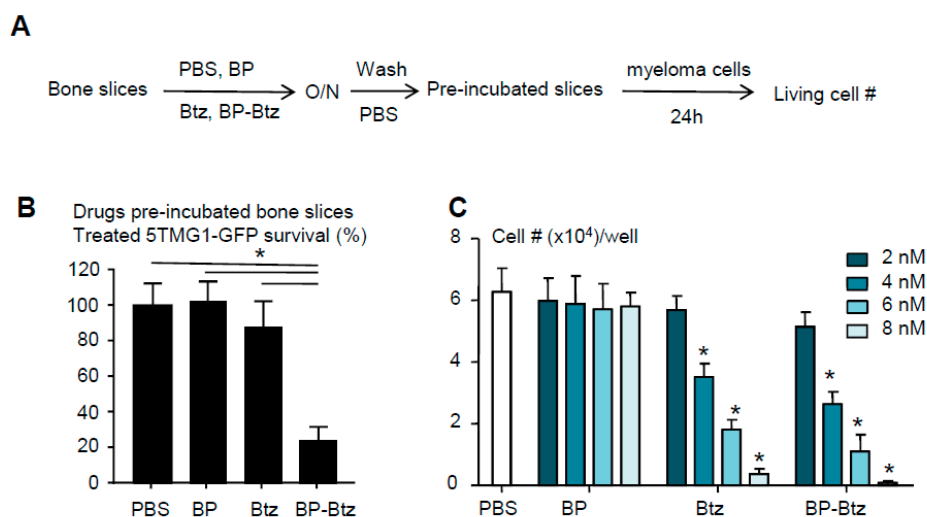 A
Bone slices
PBS, BP
Btz, BP-Btz
O/N
Wash
PBS
Pre-incubated slices
myeloma cells
24h
Living cell #
B
Drugs pre-incubated bone slices
Treated 5TMG1-GFP survival (%)
*
120
100
80
60
40
20
0
PBS BP Btz BP-Btz
C
Cell # (x10⁴)/well
8
6
4
2
0
2 nM
4 nM
6 nM
8 nM
* * *
* * *
PBS BP Btz BP-Btz